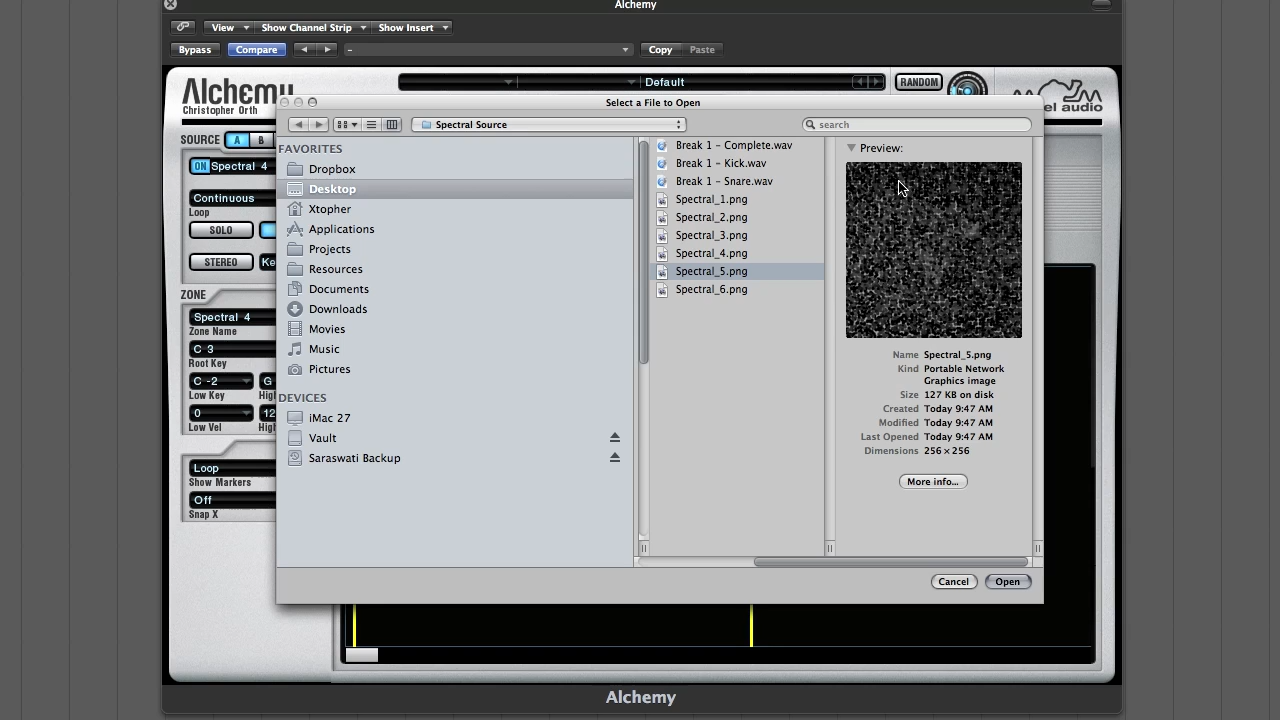 Alchemy
View
Show Channel Strip
Show Insert
Bypass
Compare
-
Copy
Paste
Alchemy
Christopher Orth
Default
RANDOM
el audio
Select a File to Open
Spectral Source
search
SOURCE A B
ON Spectral 4
Continuous
Loop
SOLO
STEREO
Ke
ZONE
Spectral 4
Zone Name
C 3
Root Key
C -2 G
Low Key High
0 12
Low Vel High
Loop
Show Markers
Off
Snap X
FAVORITES
Dropbox
Desktop
Xtopher
Applications
Projects
Resources
Documents
Downloads
Movies
Music
Pictures
DEVICES
iMac 27
Vault
Saraswati Backup
Break 1 – Complete.wav
Break 1 – Kick.wav
Break 1 – Snare.wav
Spectral_1.png
Spectral_2.png
Spectral_3.png
Spectral_4.png
Spectral_5.png
Spectral_6.png
Preview:
Name Spectral_5.png
Kind Portable Network
Graphics image
Size 127 KB on disk
Created Today 9:47 AM
Modified Today 9:47 AM
Last Opened Today 9:47 AM
Dimensions 256 × 256
More info...
Cancel
Open
Alchemy